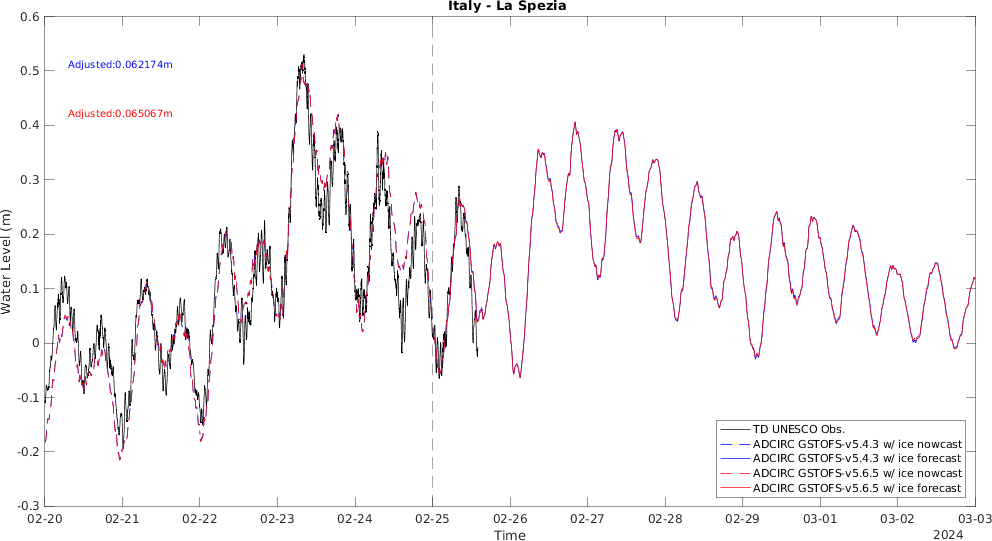 Italy - La Spezia
Water Level (m)
0.6
0.5
0.4
0.3
0.2
0.1
0
-0.1
-0.2
-0.3
Adjusted:0.062174m
Adjusted:0.065067m
TD UNESCO Obs.
ADCIRC GSTOFS-v5.4.3 w/ ice nowcast
ADCIRC GSTOFS-v5.4.3 w/ ice forecast
ADCIRC GSTOFS-v5.6.5 w/ ice nowcast
ADCIRC GSTOFS-v5.6.5 w/ ice forecast
02-20 02-21 02-22 02-23 02-24 02-25 02-26 02-27 02-28 02-29 03-01 03-02 03-03
Time
2024